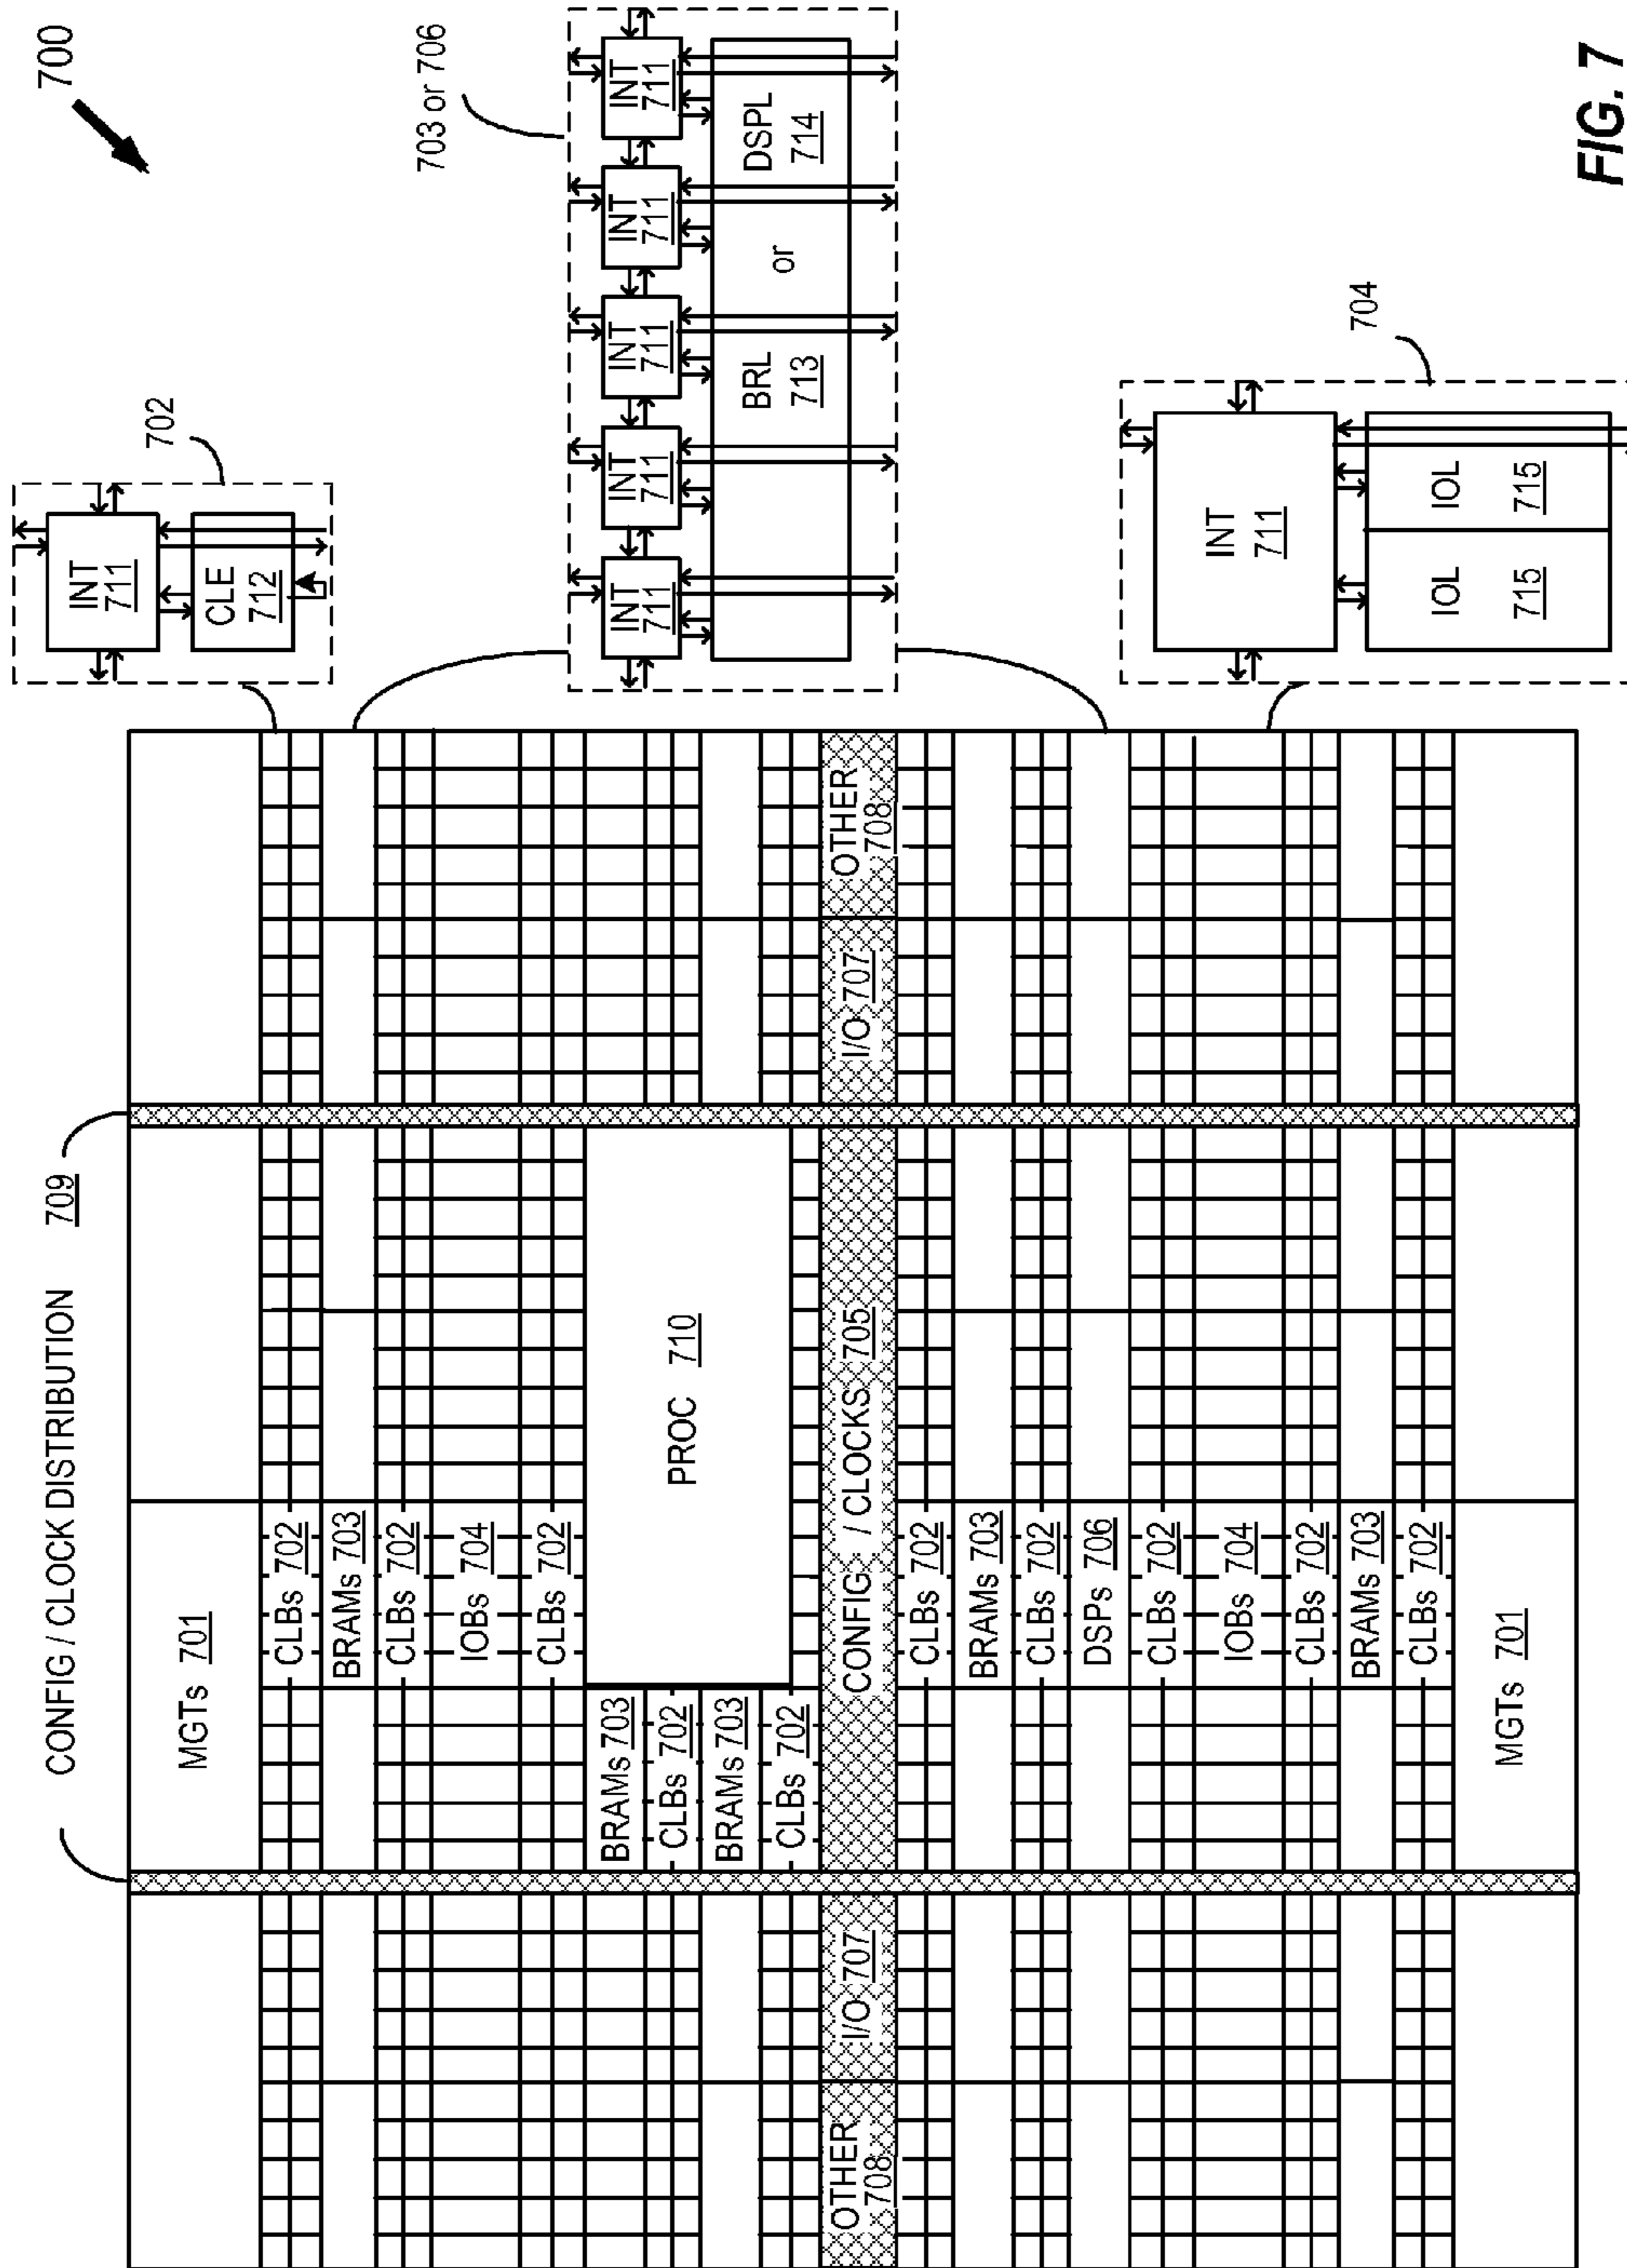 CONFIG / CLOCK DISTRIBUTION 709
700
MGTs 701
CLBs 702
BRAMs 703
CLBs 702
IOBs 704
CLBs 702
BRAMs 703
CLBs 702
BRAMs 703
CLBs 702
PROC 710
OTHER
708
I/O 707
CONFIG / CLOCKS 705
I/O 707
OTHER
708
CLBs 702
BRAMs 703
CLBs 702
DSPs 706
CLBs 702
IOBs 704
CLBs 702
BRAMs 703
CLBs 702
MGTs 701
702
INT
711
CLE
712
703 or 706
INT
711
INT
711
INT
711
INT
711
INT
711
BRL or DSPL
713 714
704
INT
711
IOL IOL
715 715
FIG. 7